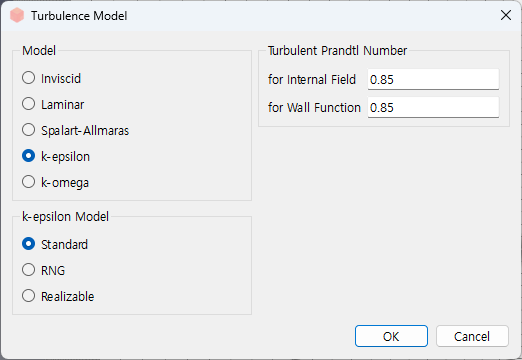 Turbulence Model
Model
Inviscid
Laminar
Spalart-Allmaras
k-epsilon
k-omega
k-epsilon Model
Standard
RNG
Realizable
Turbulent Prandtl Number
for Internal Field 0.85
for Wall Function 0.85
OK Cancel